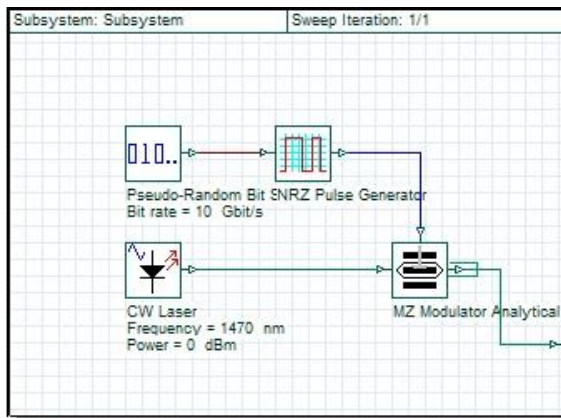 Subsystem: Subsystem
Sweep Iteration: 1/1
010..
Pseudo-Random Bit S
NRZ Pulse Generator
Bit rate = 10 Gbit/s
CW Laser
Frequency = 1470 nm
Power = 0 dBm
MZ Modulator Analytical